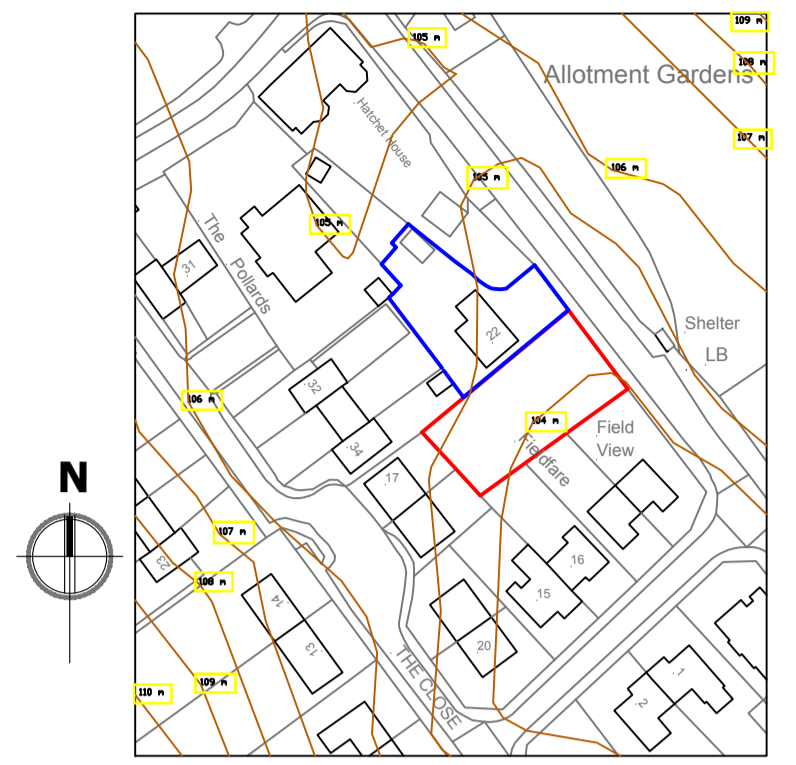 109 m
105 m
108 m
Allotment Gardens
Hatchet House
107 m
106 m
105 m
105 m
The Pollards
31
22
Shelter
LB
32
106 m
104 m
Field
View
Fieldfare
34
17
N
107 m
23
108 m
16
14
15
13
20
THE CLOSE
109 m
110 m
1
2